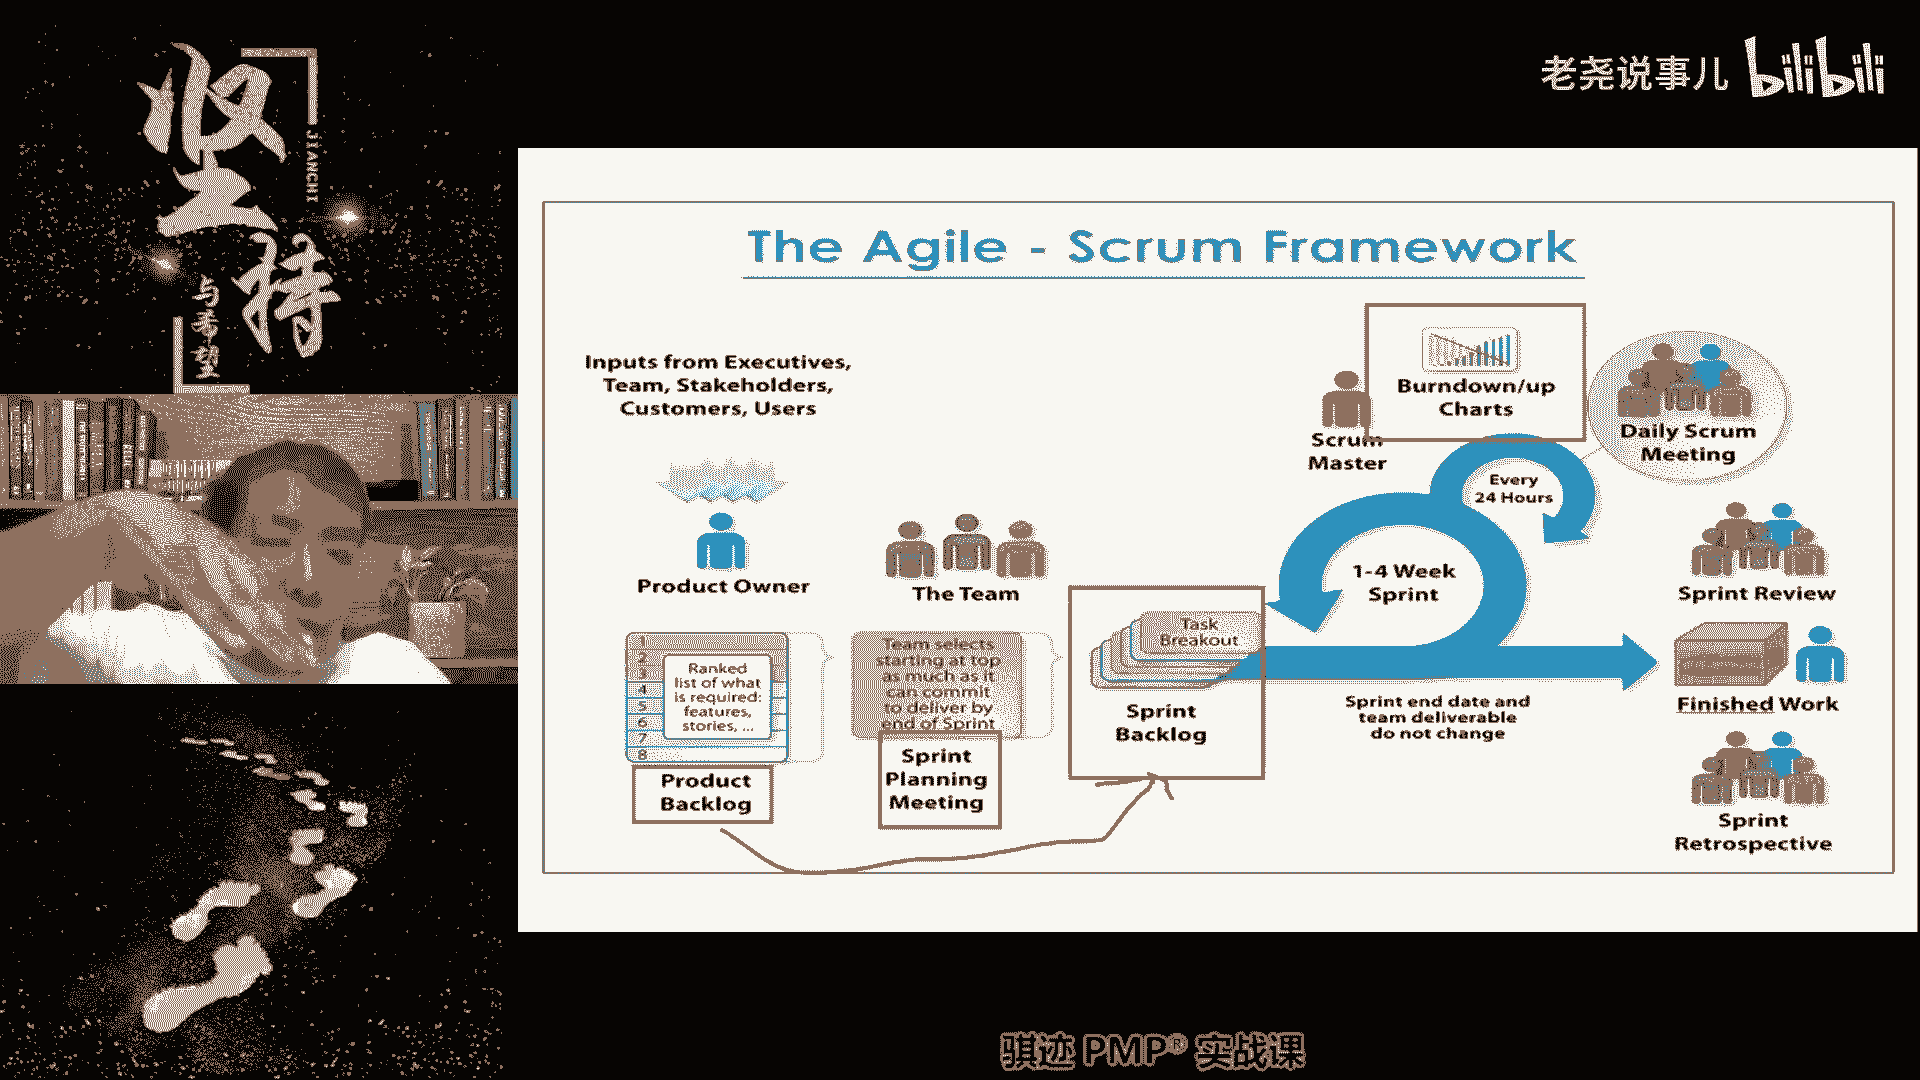 坚持
JIANCHI
与希望
老尧说事儿 bilibili
The Agile - Scrum Framework
Inputs from Executives,
Team, Stakeholders,
Customers, Users
Product Owner
The Team
1
2
3
4
5
6
7
8
Ranked
list of what
is required:
features,
stories, ...
Product
Backlog
Team selects
starting at top
as much as it
can commit
to deliver by
end of Sprint
Sprint
Planning
Meeting
Task
Breakout
Sprint
Backlog
Scrum
Master
Burndown/up
Charts
Every
24 Hours
1-4 Week
Sprint
Sprint end date and
team deliverable
do not change
Daily Scrum
Meeting
Sprint Review
Finished Work
Sprint
Retrospective
骐迹 PMP® 实战课